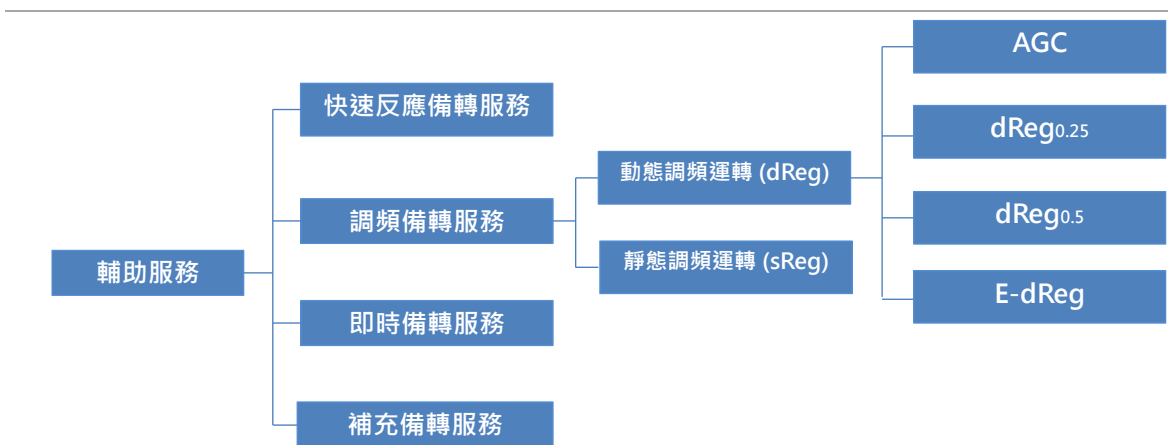 輔助服務
快速反應備轉服務
調頻備轉服務
即時備轉服務
補充備轉服務
動態調頻運轉 (dReg)
靜態調頻運轉 (sReg)
AGC
dReg0.25
dReg0.5
E-dReg